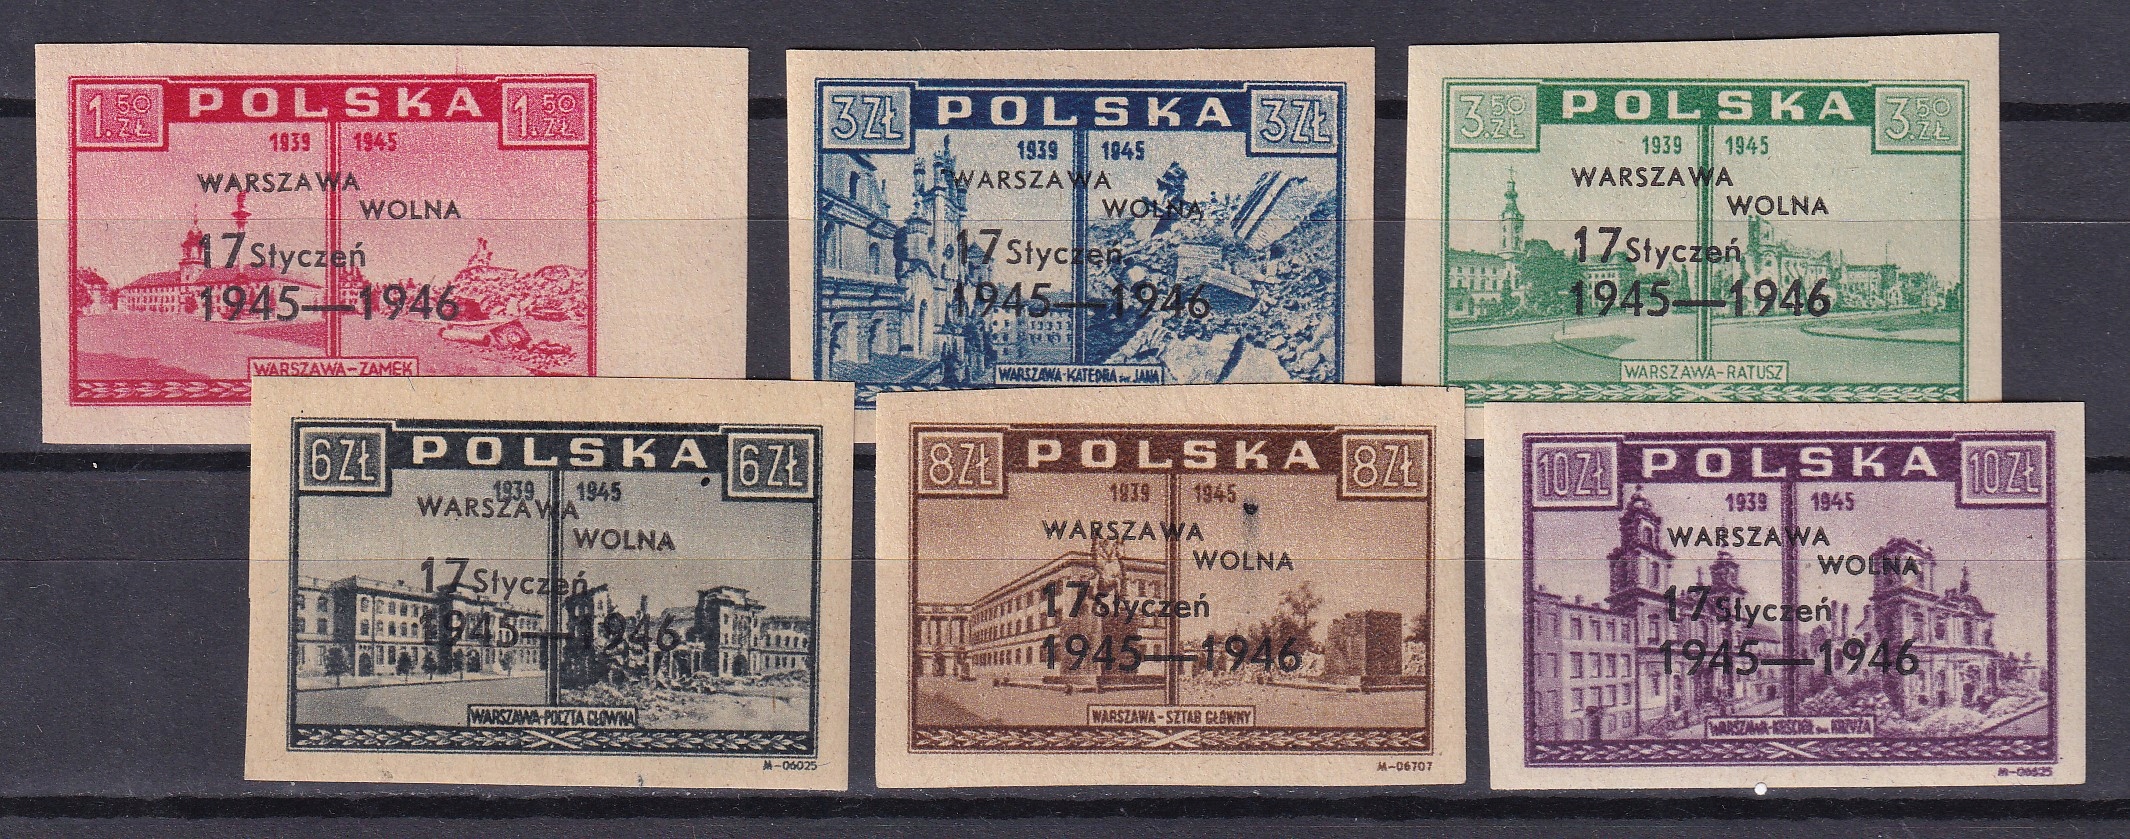 1.50 ZŁ POLSKA 1.50 ZŁ
1939 1945
WARSZAWA
WOLNA
17 Styczeń
1945—1946
WARSZAWA-ZAMEK
3 ZŁ POLSKA 3 ZŁ
1939 1945
WARSZAWA
WOLNA
17 Styczeń
1945—1946
WARSZAWA-KATEDRA ŚW. JANA
3.50 ZŁ POLSKA 3.50 ZŁ
1939 1945
WARSZAWA
WOLNA
17 Styczeń
1945—1946
WARSZAWA-RATUSZ
6 ZŁ POLSKA 6 ZŁ
1939 1945
WARSZAWA
WOLNA
17 Styczeń
1945—1946
WARSZAWA-POCZTA GŁÓWNA
M-06025
8 ZŁ POLSKA 8 ZŁ
1939 1945
WARSZAWA
WOLNA
17 Styczeń
1945—1946
WARSZAWA-SZTAB GŁÓWNY
M-06707
10 ZŁ POLSKA 10 ZŁ
1939 1945
WARSZAWA
WOLNA
17 Styczeń
1945—1946
WARSZAWA-KOŚCIÓŁ ŚW. KRZYŻA